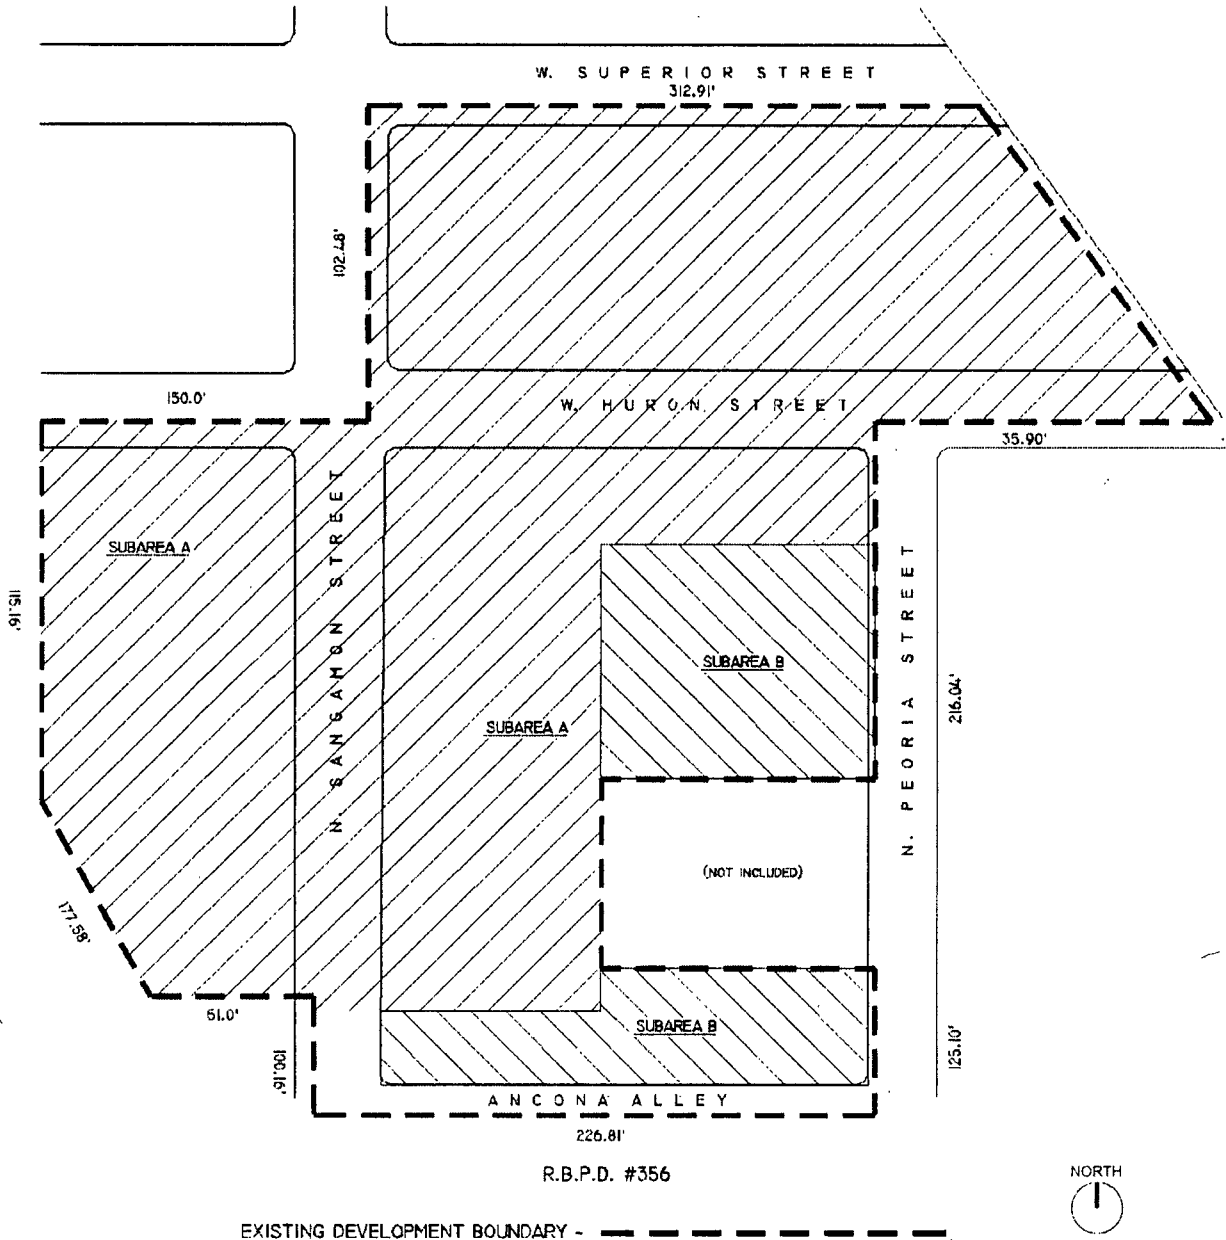 W. SUPERIOR STREET
312.91'
102.48'
150.0'
W. HURON STREET
35.90'
SUBAREA A
N. SANGAMON STREET
115.16'
SUBAREA B
N. PEORIA STREET
216.04'
SUBAREA A
(NOT INCLUDED)
177.58'
61.0'
SUBAREA B
100.16'
125.10'
ANCONA ALLEY
226.81'
R.B.P.D. #356
NORTH
EXISTING DEVELOPMENT BOUNDARY -